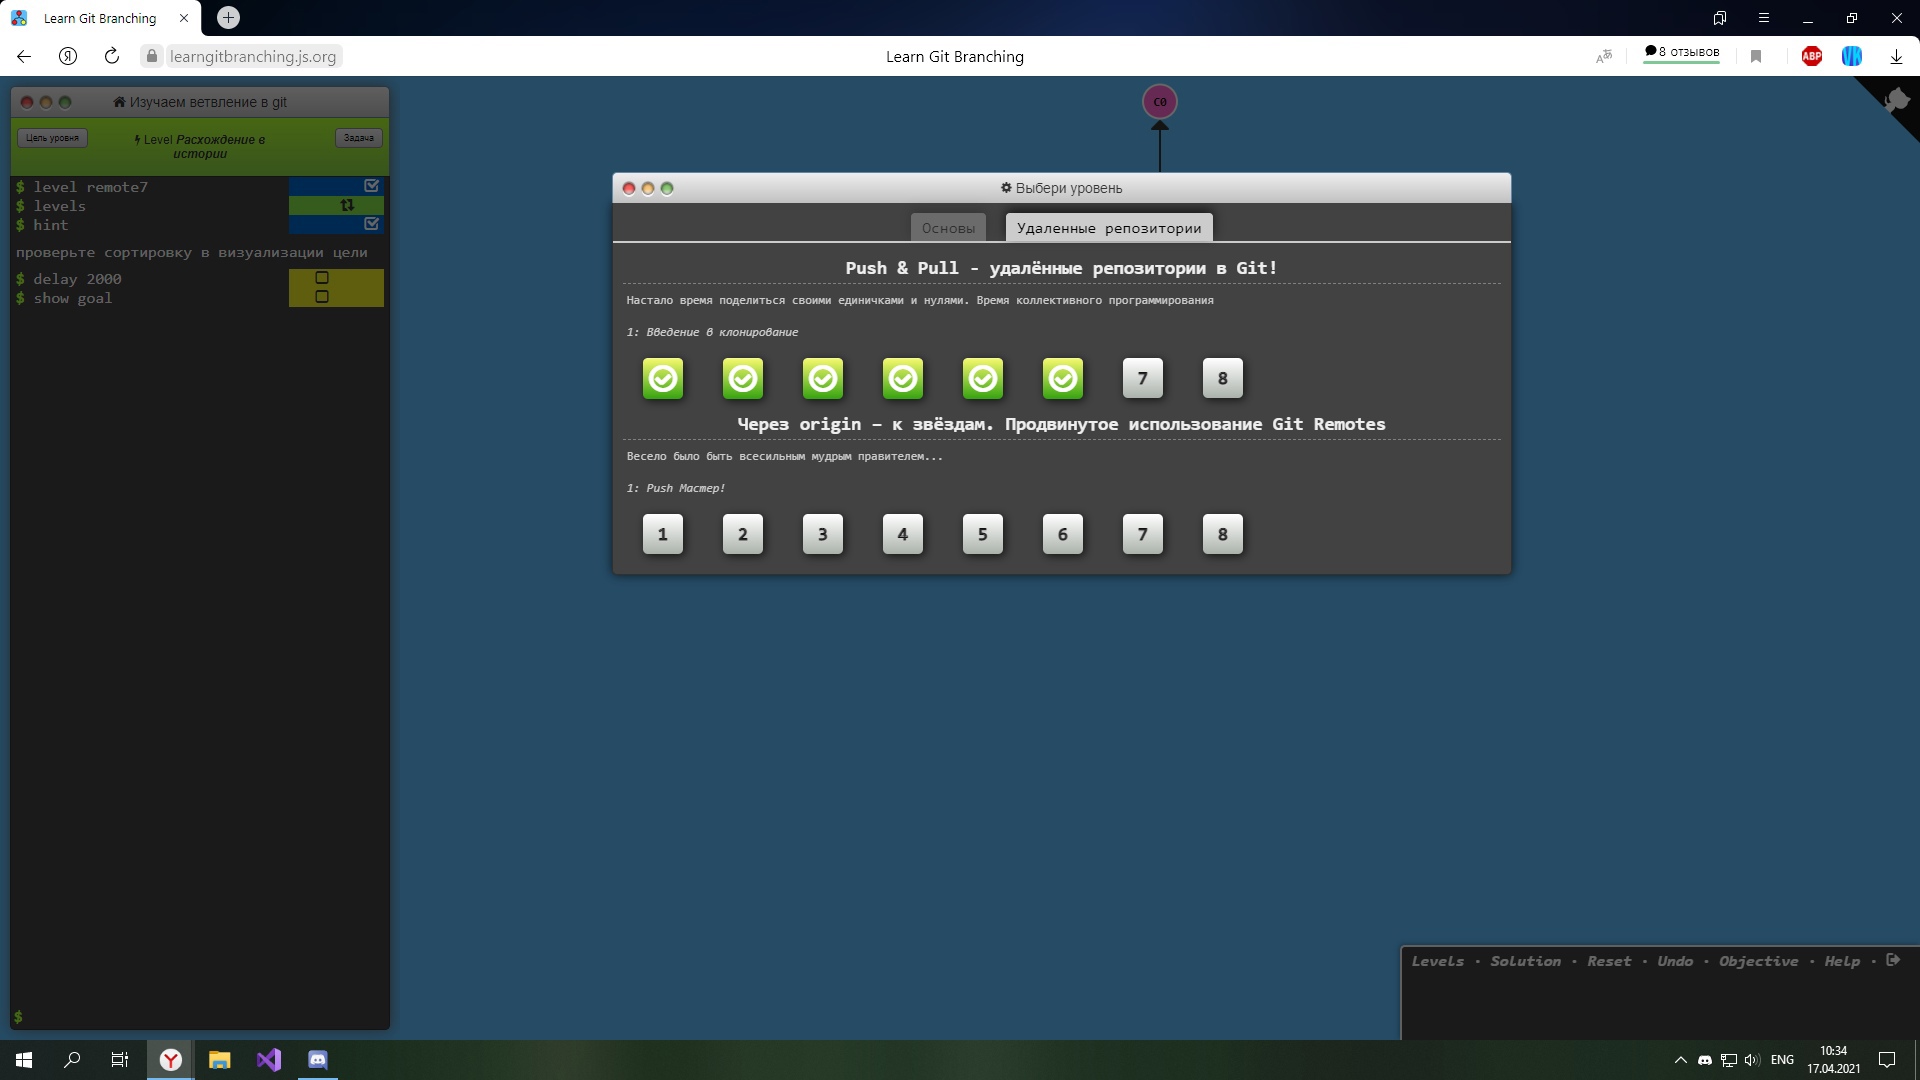 Learn Git Branching
learngitbranching.js.org
Learn Git Branching
8 отзывов
ABP
Изучаем ветвление в git
Цель уровня
Level Расхождение в истории
Задача
$ level remote7
$ levels
$ hint
проверьте сортировку в визуализации цели
$ delay 2000
$ show goal
$
C0
Выбери уровень
Основы
Удаленные репозитории
Push & Pull - удалённые репозитории в Git!
Настало время поделиться своими единичками и нулями. Время коллективного программирования
1: Введение в клонирование
7 8
Через origin – к звёздам. Продвинутое использование Git Remotes
Весело было быть всесильным мудрым правителем...
1: Push Мастер!
1 2 3 4 5 6 7 8
Levels · Solution · Reset · Undo · Objective · Help ·
ENG
10:34
17.04.2021